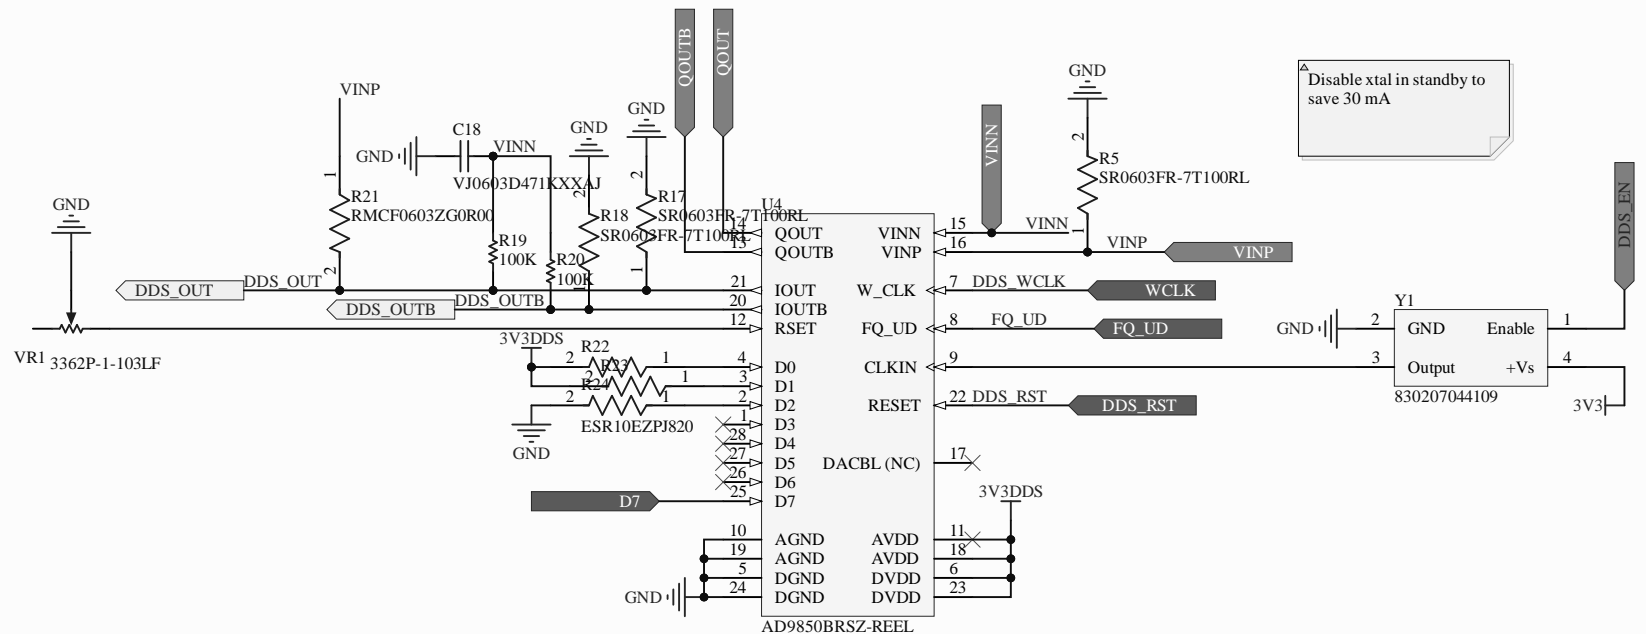 QOUTB
QOUT
GND
Disable xtal in standby to
save 30 mA
VINP
GND
GND
C18
VINN
GND
VJ0603D471KXXAJ
VINN
2
R5
SR0603FR-7T100RL
1
DDS_EN
GND
1
R21
RMCF0603ZG0R00
2
2
R18
SR0603FR-7T100RL
1
2
R17
SR0603FR-7T100RL
1
R19
100K
R20
100K
U4
14
QOUT
13
QOUTB
VINN
15
VINN
VINP
16
VINP
VINP
DDS_OUT
DDS_OUT
21
IOUT
W_CLK
7
DDS_WCLK
WCLK
DDS_OUTB
DDS_OUTB
20
IOUTB
12
RSET
FQ_UD
8
FQ_UD
FQ_UD
VR1
3362P-1-103LF
Y1
GND
2
GND
Enable
1
3
Output
+Vs
4
830207044109
3V3
3V3DDS
R22
2
1
4
D0
CLKIN
9
R23
2
1
3
D1
R24
2
1
2
D2
RESET
22
DDS_RST
DDS_RST
ESR10EZPJ820
GND
1
D3
28
D4
27
D5
DACBL (NC)
17
26
D6
D7
25
D7
3V3DDS
10
AGND
AVDD
11
19
AGND
AVDD
18
5
DGND
DVDD
6
GND
24
DGND
DVDD
23
AD9850BRSZ-REEL